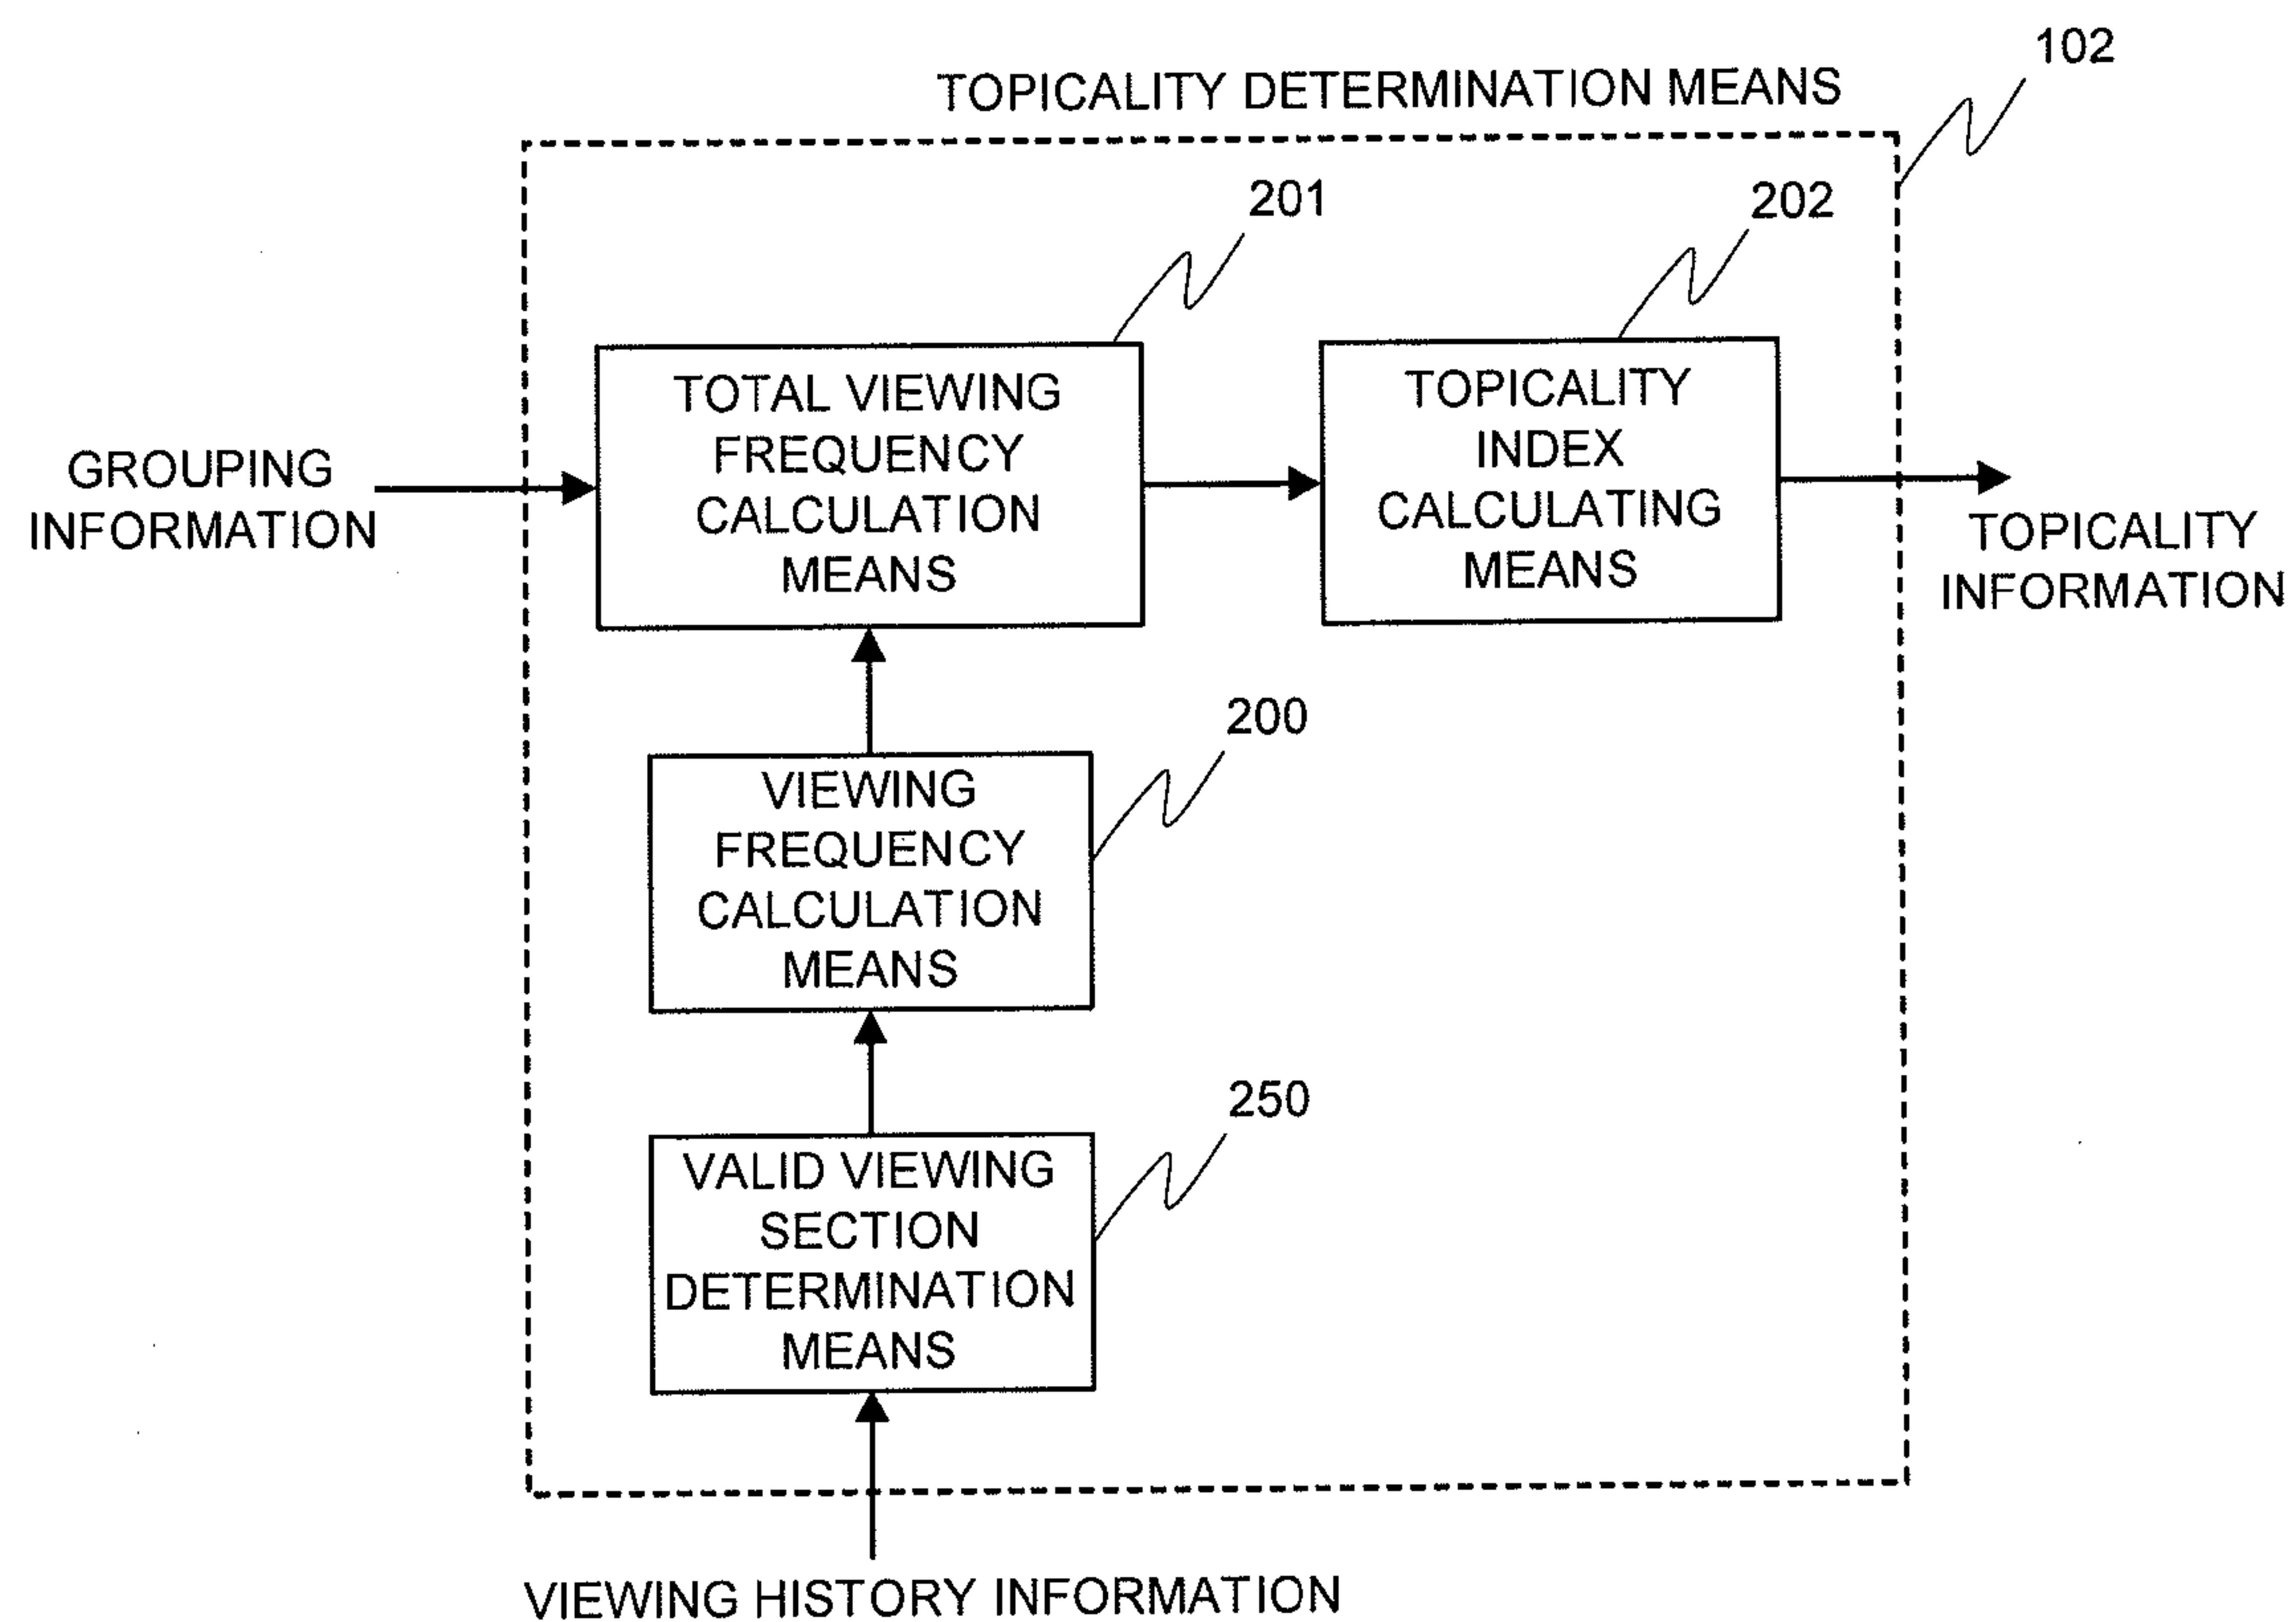 102
TOPICALITY DETERMINATION MEANS
201
202
TOTAL VIEWING
FREQUENCY
CALCULATION
MEANS
TOPICALITY
INDEX
CALCULATING
MEANS
GROUPING
INFORMATION
TOPICALITY
INFORMATION
200
VIEWING
FREQUENCY
CALCULATION
MEANS
250
VALID VIEWING
SECTION
DETERMINATION
MEANS
VIEWING HISTORY INFORMATION